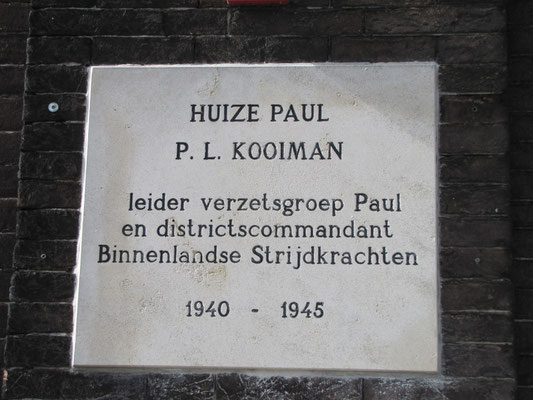 HUIZE PAUL
P. L. KOOIMAN
leider verzetsgroep Paul
en districtscommandant
Binnenlandse Strijdkrachten
1940 - 1945